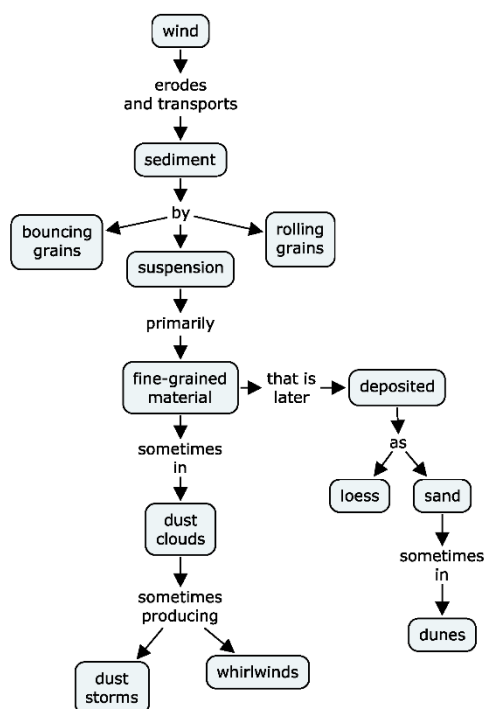 wind
erodes
and transports
sediment
by
bouncing
grains
rolling
grains
suspension
primarily
fine-grained
material
that is
later
deposited
as
loess
sand
sometimes
in
dunes
sometimes
in
dust
clouds
sometimes
producing
dust
storms
whirlwinds